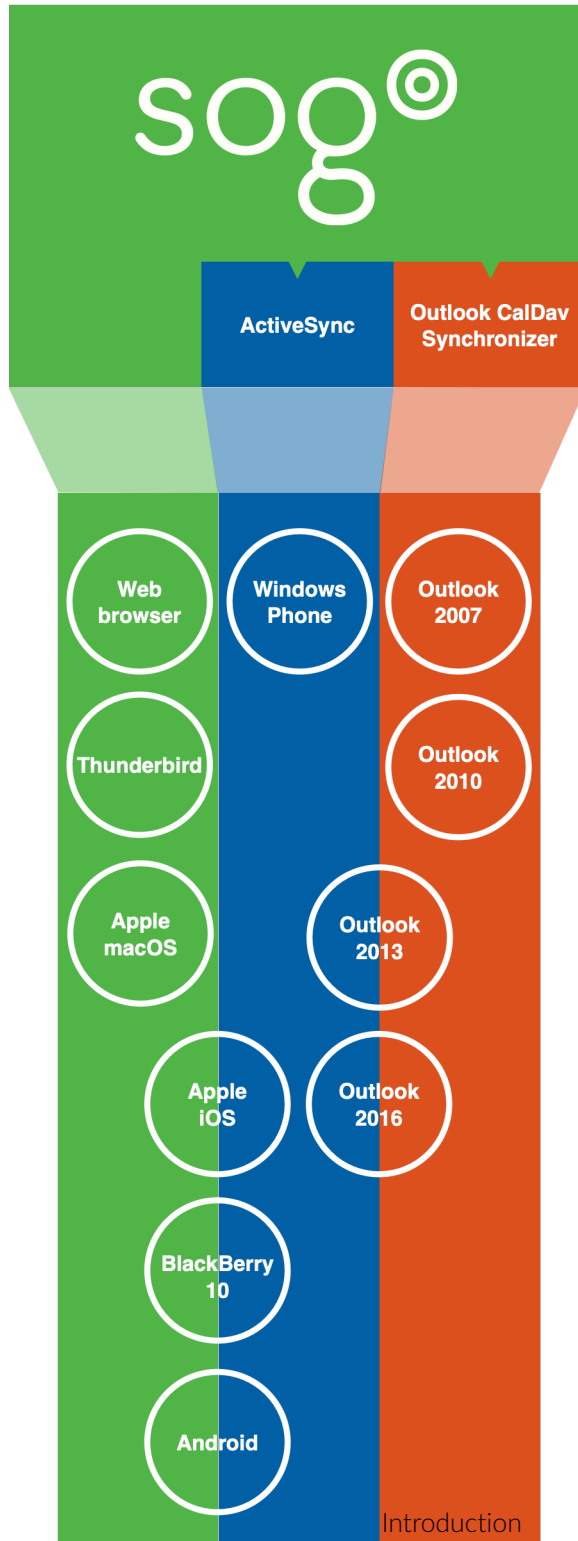 sogo
ActiveSync
Outlook CalDav
Synchronizer
Web
browser
Windows
Phone
Outlook
2007
Thunderbird
Outlook
2010
Apple
macOS
Outlook
2013
Apple
iOS
Outlook
2016
BlackBerry
10
Android
Introduction